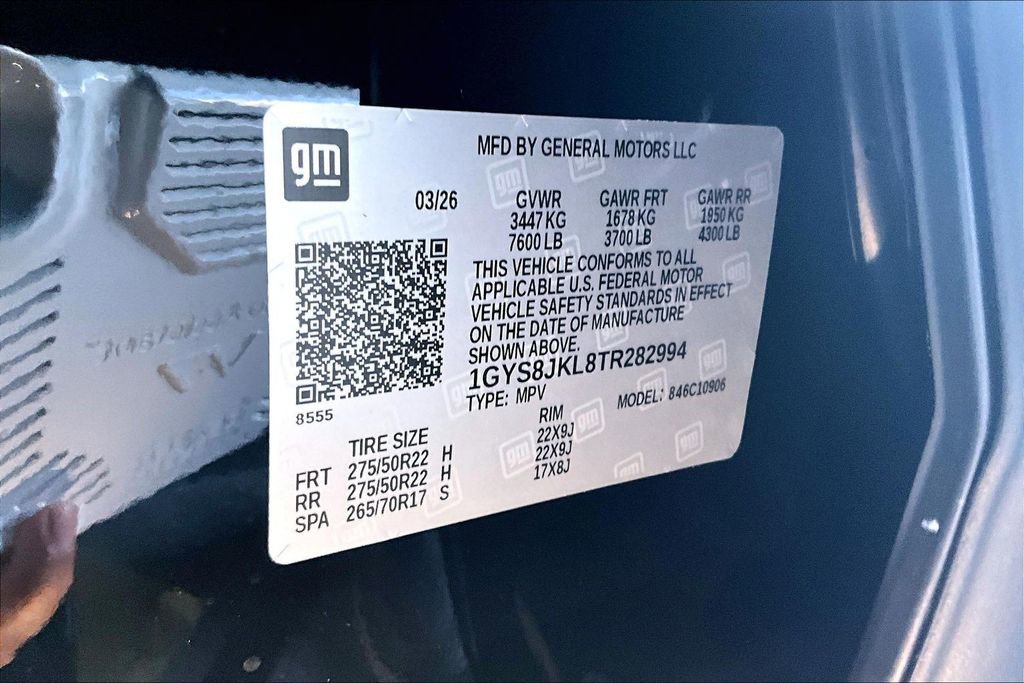 gm
MFD BY GENERAL MOTORS LLC
03/26 GVWR GAWR FRT GAWR RR
3447 KG 1678 KG 1950 KG
7600 LB 3700 LB 4300 LB
THIS VEHICLE CONFORMS TO ALL
APPLICABLE U.S. FEDERAL MOTOR
VEHICLE SAFETY STANDARDS IN EFFECT
ON THE DATE OF MANUFACTURE
SHOWN ABOVE.
1GYS8JKL8TR282994
TYPE: MPV MODEL: 846C10906
8555
TIRE SIZE RIM
FRT 275/50R22 H 22X9J
RR 275/50R22 H 22X9J
SPA 265/70R17 S 17X8J